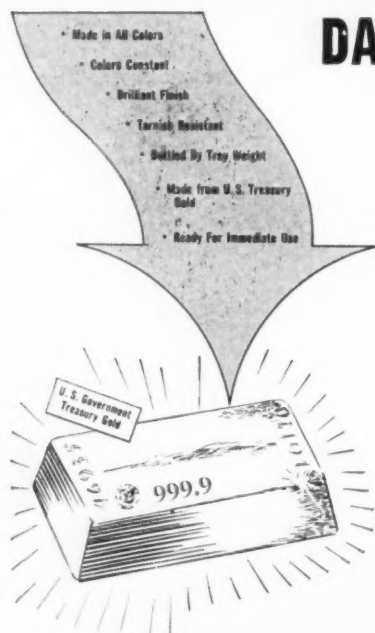 DA
• Made in All Colors
• Colors Constant
• Brilliant Finish
• Tarnish Resistant
• Bottled By Troy Weight
• Made from U.S. Treasury
Gold
• Ready For Immediate Use
U. S. Government
Treasury Gold
999.9